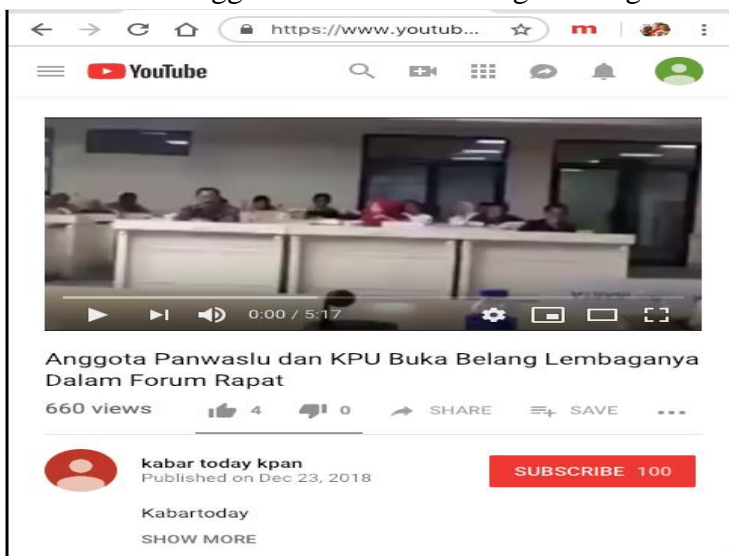 https://www.youtub...
m
YouTube
0:00 / 5:17
Anggota Panwaslu dan KPU Buka Belang Lembaganya
Dalam Forum Rapat
660 views 4 0 SHARE SAVE
kabar today kpan
Published on Dec 23, 2018
SUBSCRIBE 100
Kabartoday
SHOW MORE